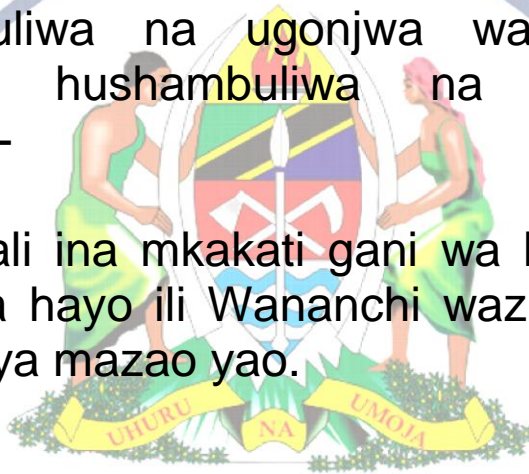 uliwa na ugonjwa wa
hushambuliwa na
-
ali ina mkakati gani wa
a hayo ili Wananchi waz
ya mazao yao.
UHURU NA UMOJA